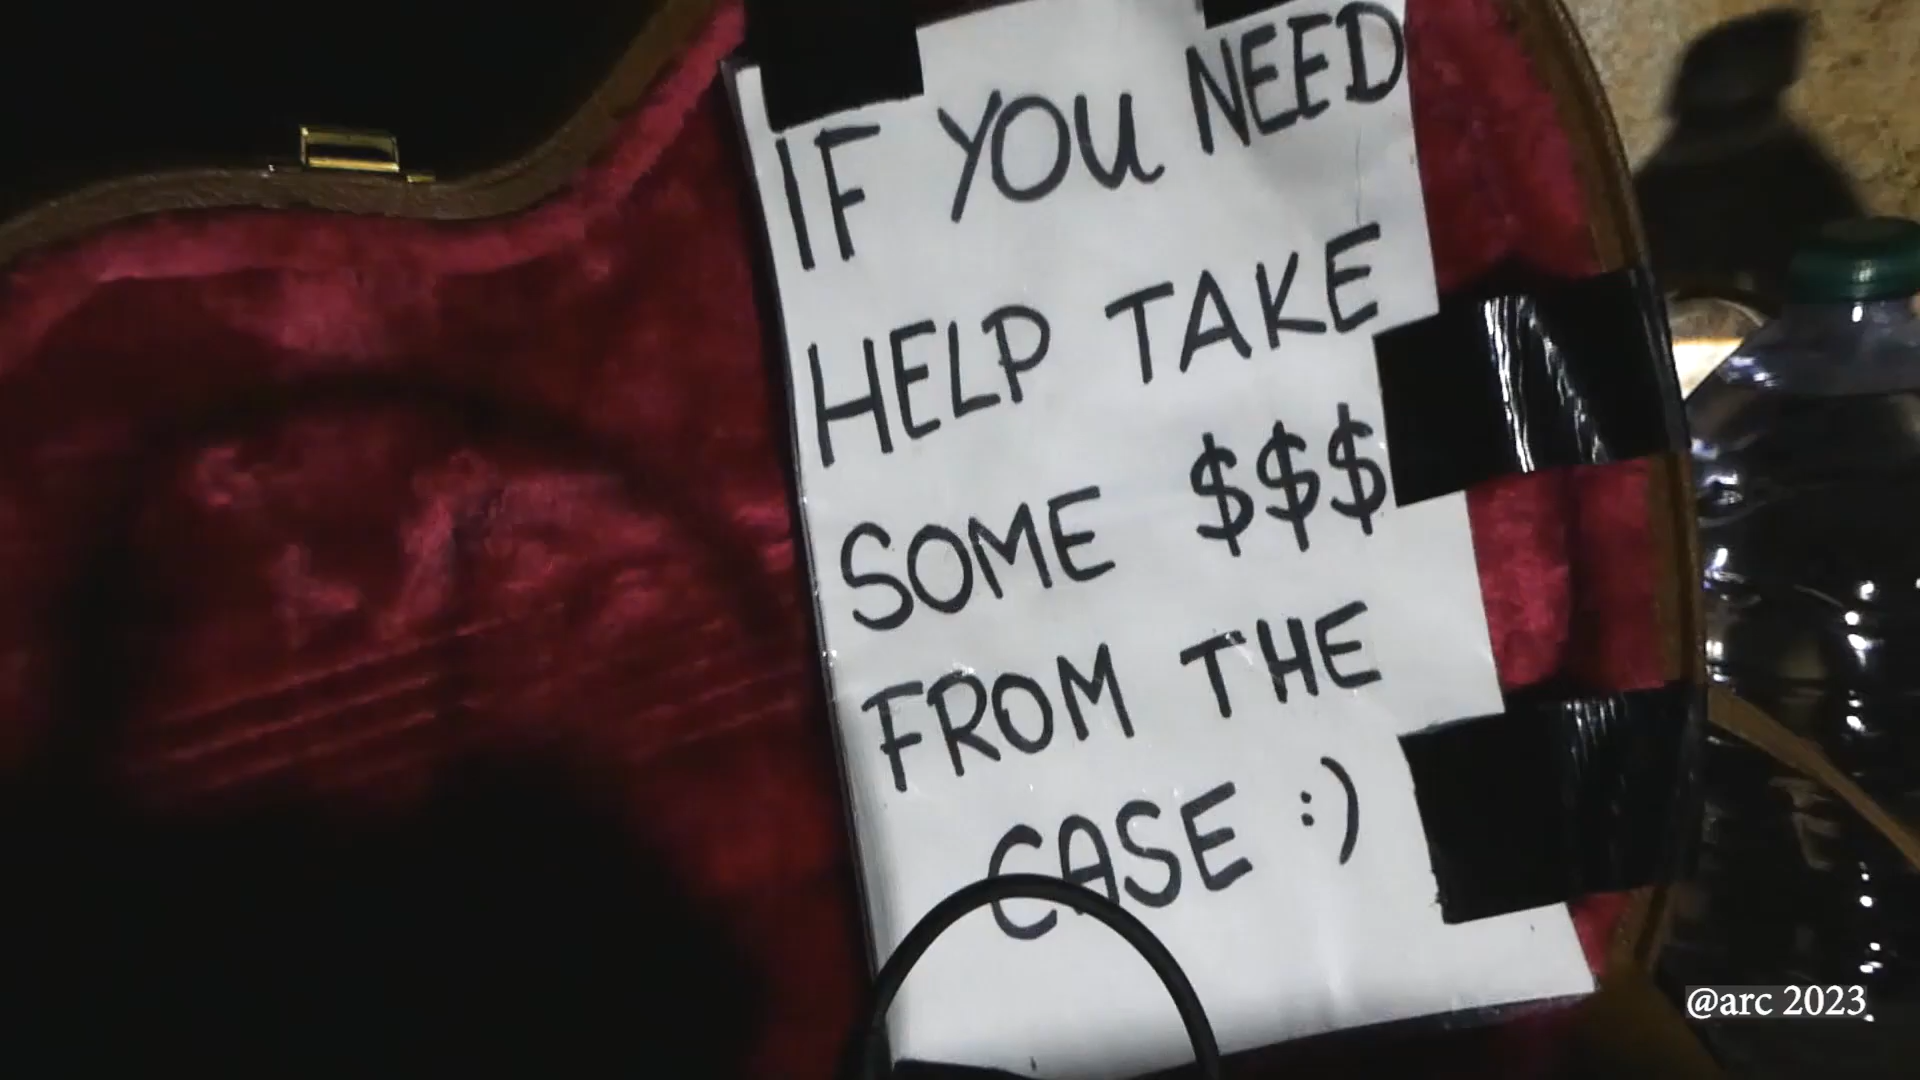 IF YOU NEED
HELP TAKE
SOME $$$
FROM THE
CASE :)
@arc 2023